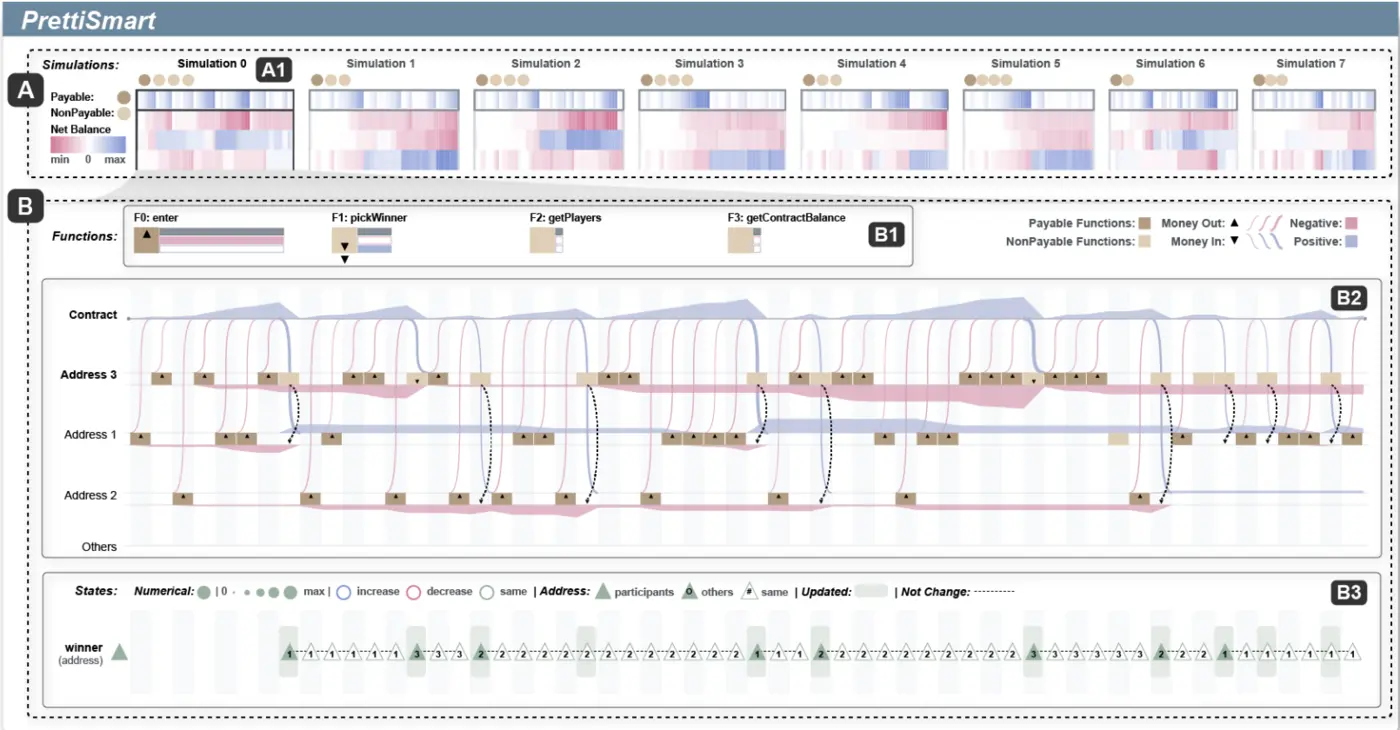 PrettiSmart
A
Simulations:
Simulation 0
A1
Simulation 1
Simulation 2
Simulation 3
Simulation 4
Simulation 5
Simulation 6
Simulation 7
Payable:
NonPayable:
Net Balance
min 0 max
B
Functions:
F0: enter
F1: pickWinner
F2: getPlayers
F3: getContractBalance
B1
Payable Functions: Money Out: Negative:
NonPayable Functions: Money In: Positive:
B2
Contract
Address 3
Address 1
Address 2
Others
States: Numerical: | 0 max | increase decrease same | Address: participants O others # same | Updated: | Not Change:
B3
winner
(address)
1 1 1 1 1 1 3 3 3 2 2 2 2 2 2 2 2 2 2 2 2 2 1 1 1 2 2 2 2 2 2 2 2 2 2 3 3 3 3 3 3 2 2 2 1 1 1 1 1 1 1